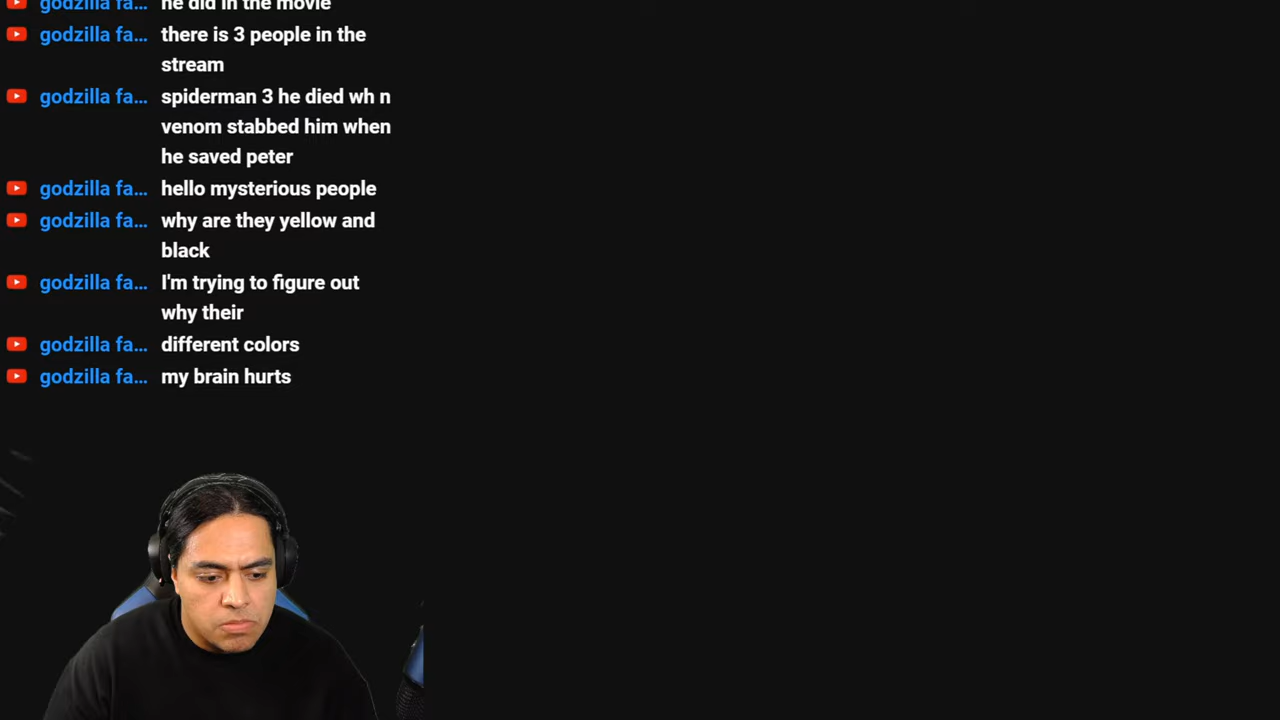 godzilla fa... he did in the movie
godzilla fa... there is 3 people in the
stream
godzilla fa... spiderman 3 he died wh n
venom stabbed him when
he saved peter
godzilla fa... hello mysterious people
godzilla fa... why are they yellow and
black
godzilla fa... I'm trying to figure out
why their
godzilla fa... different colors
godzilla fa... my brain hurts